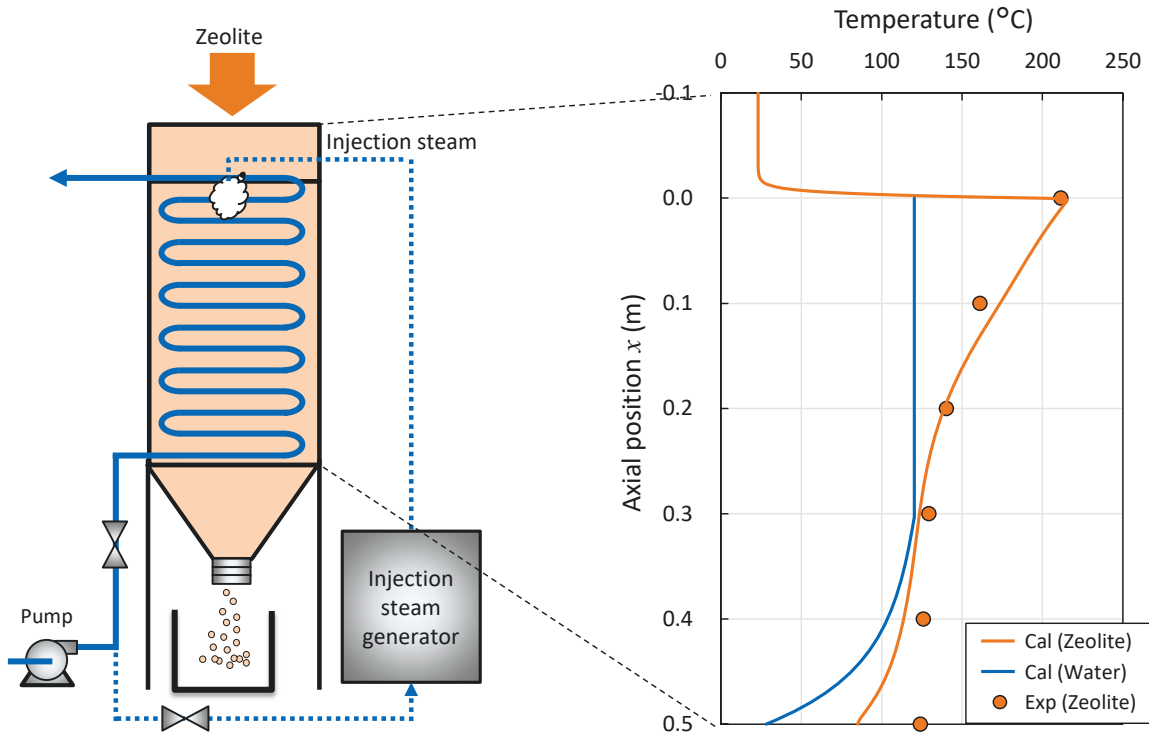 Zeolite
Injection steam
Pump
Injection
steam
generator
Temperature (°C)
0 50 100 150 200 250
-0.1
0.0
0.1
0.2
0.3
0.4
0.5
Axial position x (m)
Cal (Zeolite)
Cal (Water)
Exp (Zeolite)